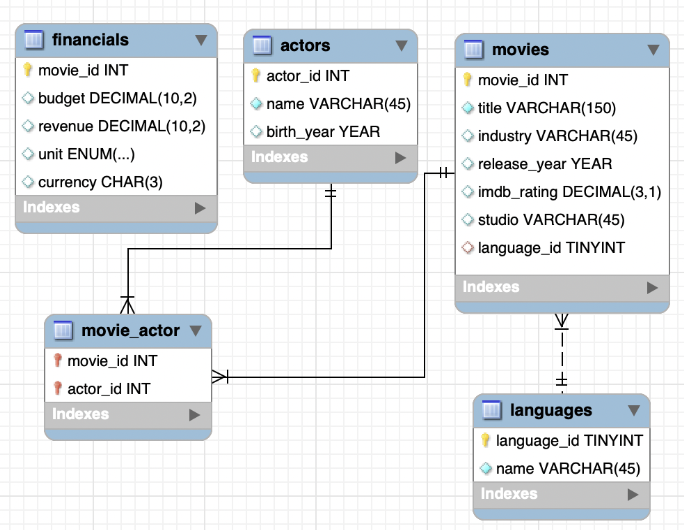 financials
movie_id INT
budget DECIMAL(10,2)
revenue DECIMAL(10,2)
unit ENUM(...)
currency CHAR(3)
Indexes
actors
actor_id INT
name VARCHAR(45)
birth_year YEAR
Indexes
movies
movie_id INT
title VARCHAR(150)
industry VARCHAR(45)
release_year YEAR
imdb_rating DECIMAL(3,1)
studio VARCHAR(45)
language_id TINYINT
Indexes
movie_actor
movie_id INT
actor_id INT
Indexes
languages
language_id TINYINT
name VARCHAR(45)
Indexes